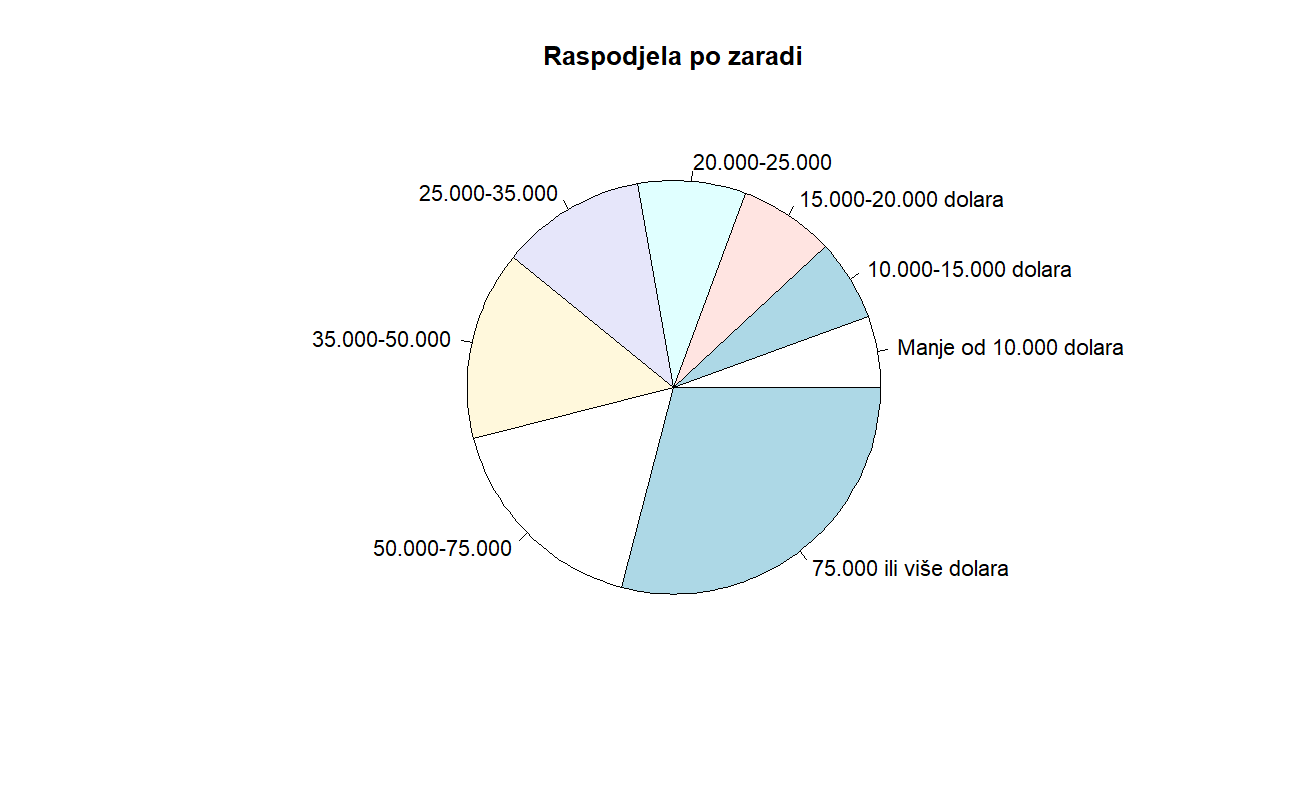 Raspodjela po zaradi
20.000-25.000
25.000-35.000
15.000-20.000 dolara
10.000-15.000 dolara
35.000-50.000
Manje od 10.000 dolara
50.000-75.000
75.000 ili više dolara